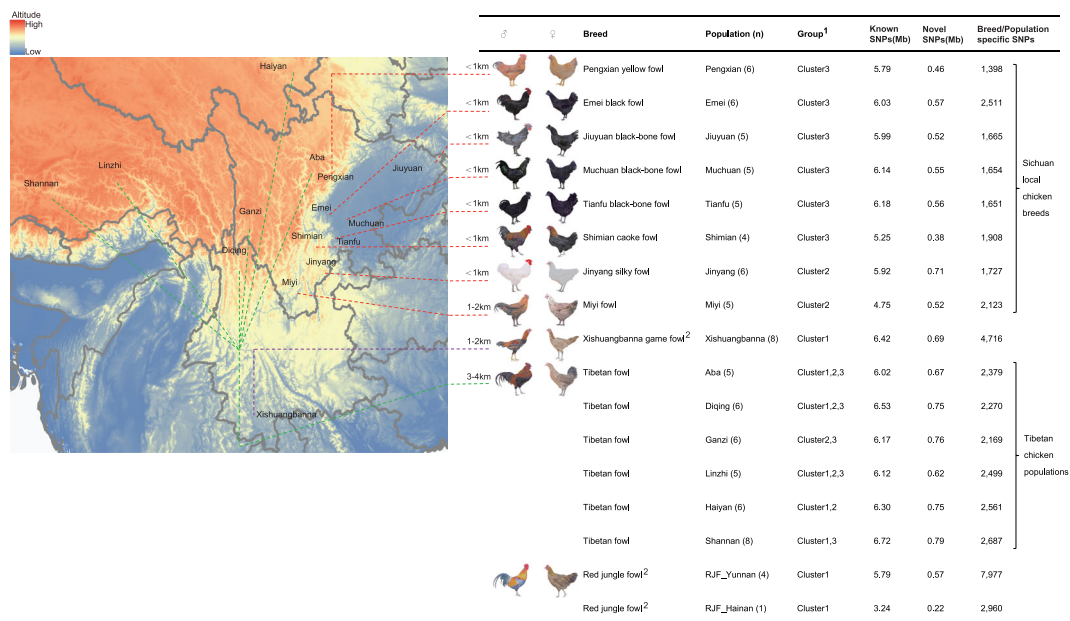 Altitude
High
Low
Haiyan
Aba
Linzhi
Jiuyuan
Pengxian
Shannan
Emei
Ganzi
Muchuan
Shimian
Tianfu
Diqing
Jinyang
Miyi
Xishuangbanna
♂ ♀ Breed Population (n) Group1 Known SNPs(Mb) Novel SNPs(Mb) Breed/Population specific SNPs
<1km Pengxian yellow fowl Pengxian (6) Cluster3 5.79 0.46 1,398
<1km Emei black fowl Emei (6) Cluster3 6.03 0.57 2,511
<1km Jiuyuan black-bone fowl Jiuyuan (5) Cluster3 5.99 0.52 1,665
<1km Muchuan black-bone fowl Muchuan (5) Cluster3 6.14 0.55 1,654
<1km Tianfu black-bone fowl Tianfu (5) Cluster3 6.18 0.56 1,651
<1km Shimian caoke fowl Shimian (4) Cluster3 5.25 0.38 1,908
<1km Jinyang silky fowl Jinyang (6) Cluster2 5.92 0.71 1,727
1-2km Miyi fowl Miyi (5) Cluster2 4.75 0.52 2,123
Sichuan
local
chicken
breeds
1-2km Xishuangbanna game fowl2 Xishuangbanna (8) Cluster1 6.42 0.69 4,716
3-4km Tibetan fowl Aba (5) Cluster1,2,3 6.02 0.67 2,379
Tibetan fowl Diqing (6) Cluster1,2,3 6.53 0.75 2,270
Tibetan fowl Ganzi (6) Cluster2,3 6.17 0.76 2,169
Tibetan fowl Linzhi (5) Cluster1,2,3 6.12 0.62 2,499
Tibetan fowl Haiyan (6) Cluster1,2 6.30 0.75 2,561
Tibetan fowl Shannan (8) Cluster1,3 6.72 0.79 2,687
Tibetan
chicken
populations
Red jungle fowl2 RJF_Yunnan (4) Cluster1 5.79 0.57 7,977
Red jungle fowl2 RJF_Hainan (1) Cluster1 3.24 0.22 2,960